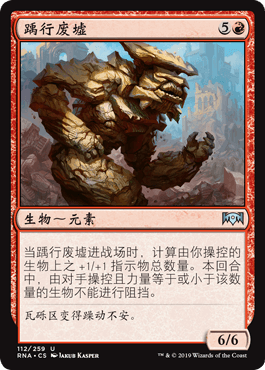 踽行废墟 5
生物～元素
当踽行废墟进战场时，计算由你操控的
生物上之 +1/+1 指示物总数量。本回合
中，由对手操控且力量等于或小于该数
量的生物不能进行阻挡。
瓦砾区变得躁动不安。
6/6
112/259 U
RNA • CS Jakub Kasper
™ & © 2019 Wizards of the Coast